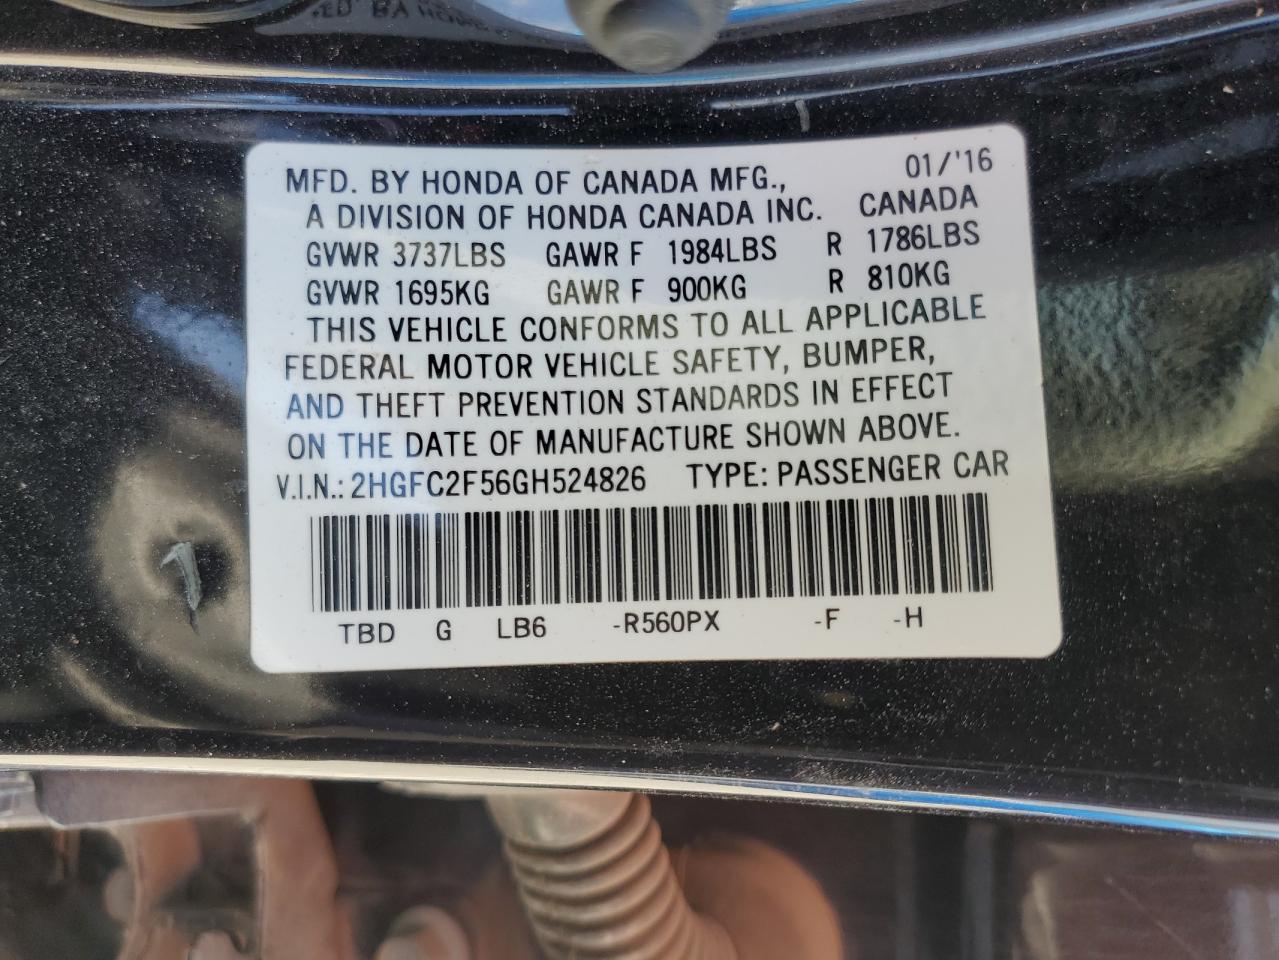 MFD. BY HONDA OF CANADA MFG., 01/'16
A DIVISION OF HONDA CANADA INC. CANADA
GVWR 3737LBS GAWR F 1984LBS R 1786LBS
GVWR 1695KG GAWR F 900KG R 810KG
THIS VEHICLE CONFORMS TO ALL APPLICABLE
FEDERAL MOTOR VEHICLE SAFETY, BUMPER,
AND THEFT PREVENTION STANDARDS IN EFFECT
ON THE DATE OF MANUFACTURE SHOWN ABOVE.
V.I.N.: 2HGFC2F56GH524826 TYPE: PASSENGER CAR
TBD G LB6 -R560PX -F -H